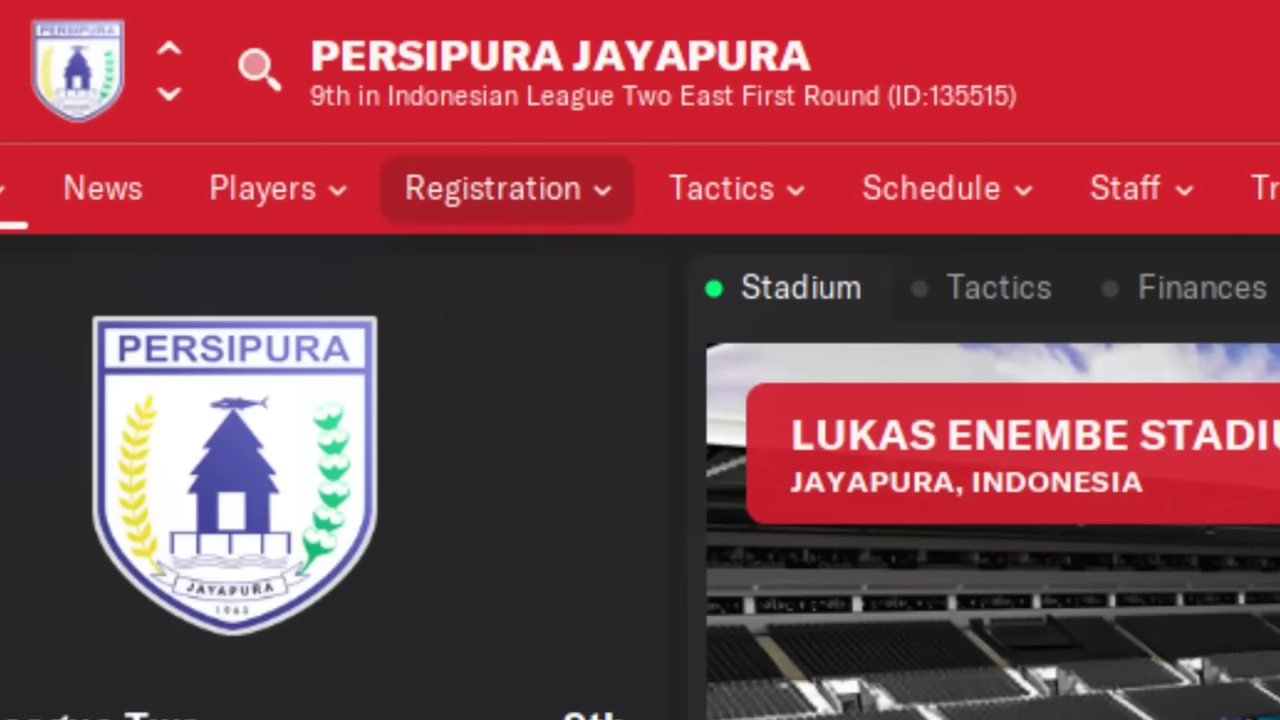 PERSIPURA
PERSIPURA JAYAPURA
9th in Indonesian League Two East First Round (ID:135515)
News
Players
Registration
Tactics
Schedule
Staff
Stadium
Tactics
Finances
PERSIPURA
JAYAPURA
LUKAS ENEMBE
JAYAPURA, INDONESIA